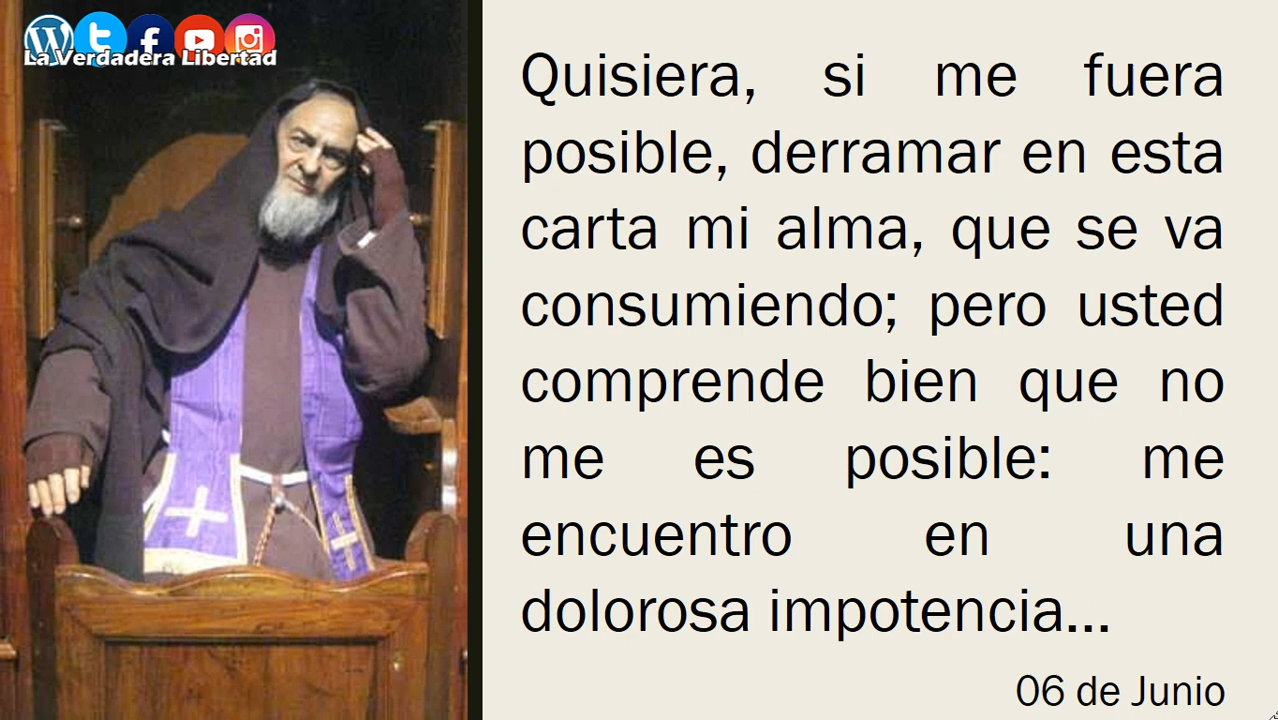 La Verdadera Libertad
Quisiera, si me fuera
posible, derramar en esta
carta mi alma, que se va
consumiendo; pero usted
comprende bien que no
me es posible: me
encuentro en una
dolorosa impotencia...
06 de Junio